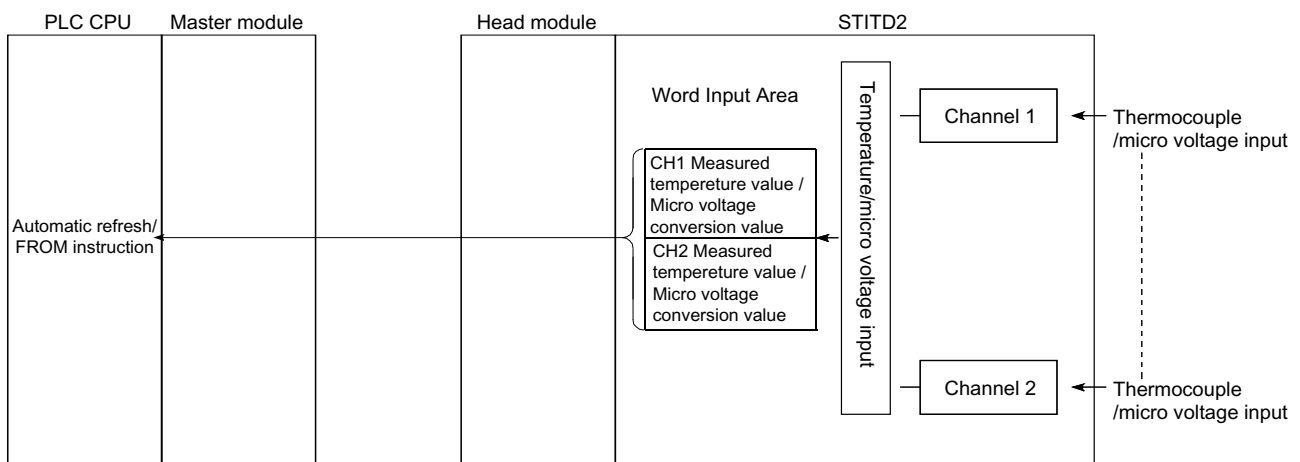 PLC CPU
Master module
Head module
STITD2
Word Input Area
CH1 Measured
tempereture value /
Micro voltage
conversion value
CH2 Measured
tempereture value /
Micro voltage
conversion value
Temperature/micro voltage input
Channel 1
Thermocouple
/micro voltage input
Automatic refresh/
FROM instruction
Channel 2
Thermocouple
/micro voltage input